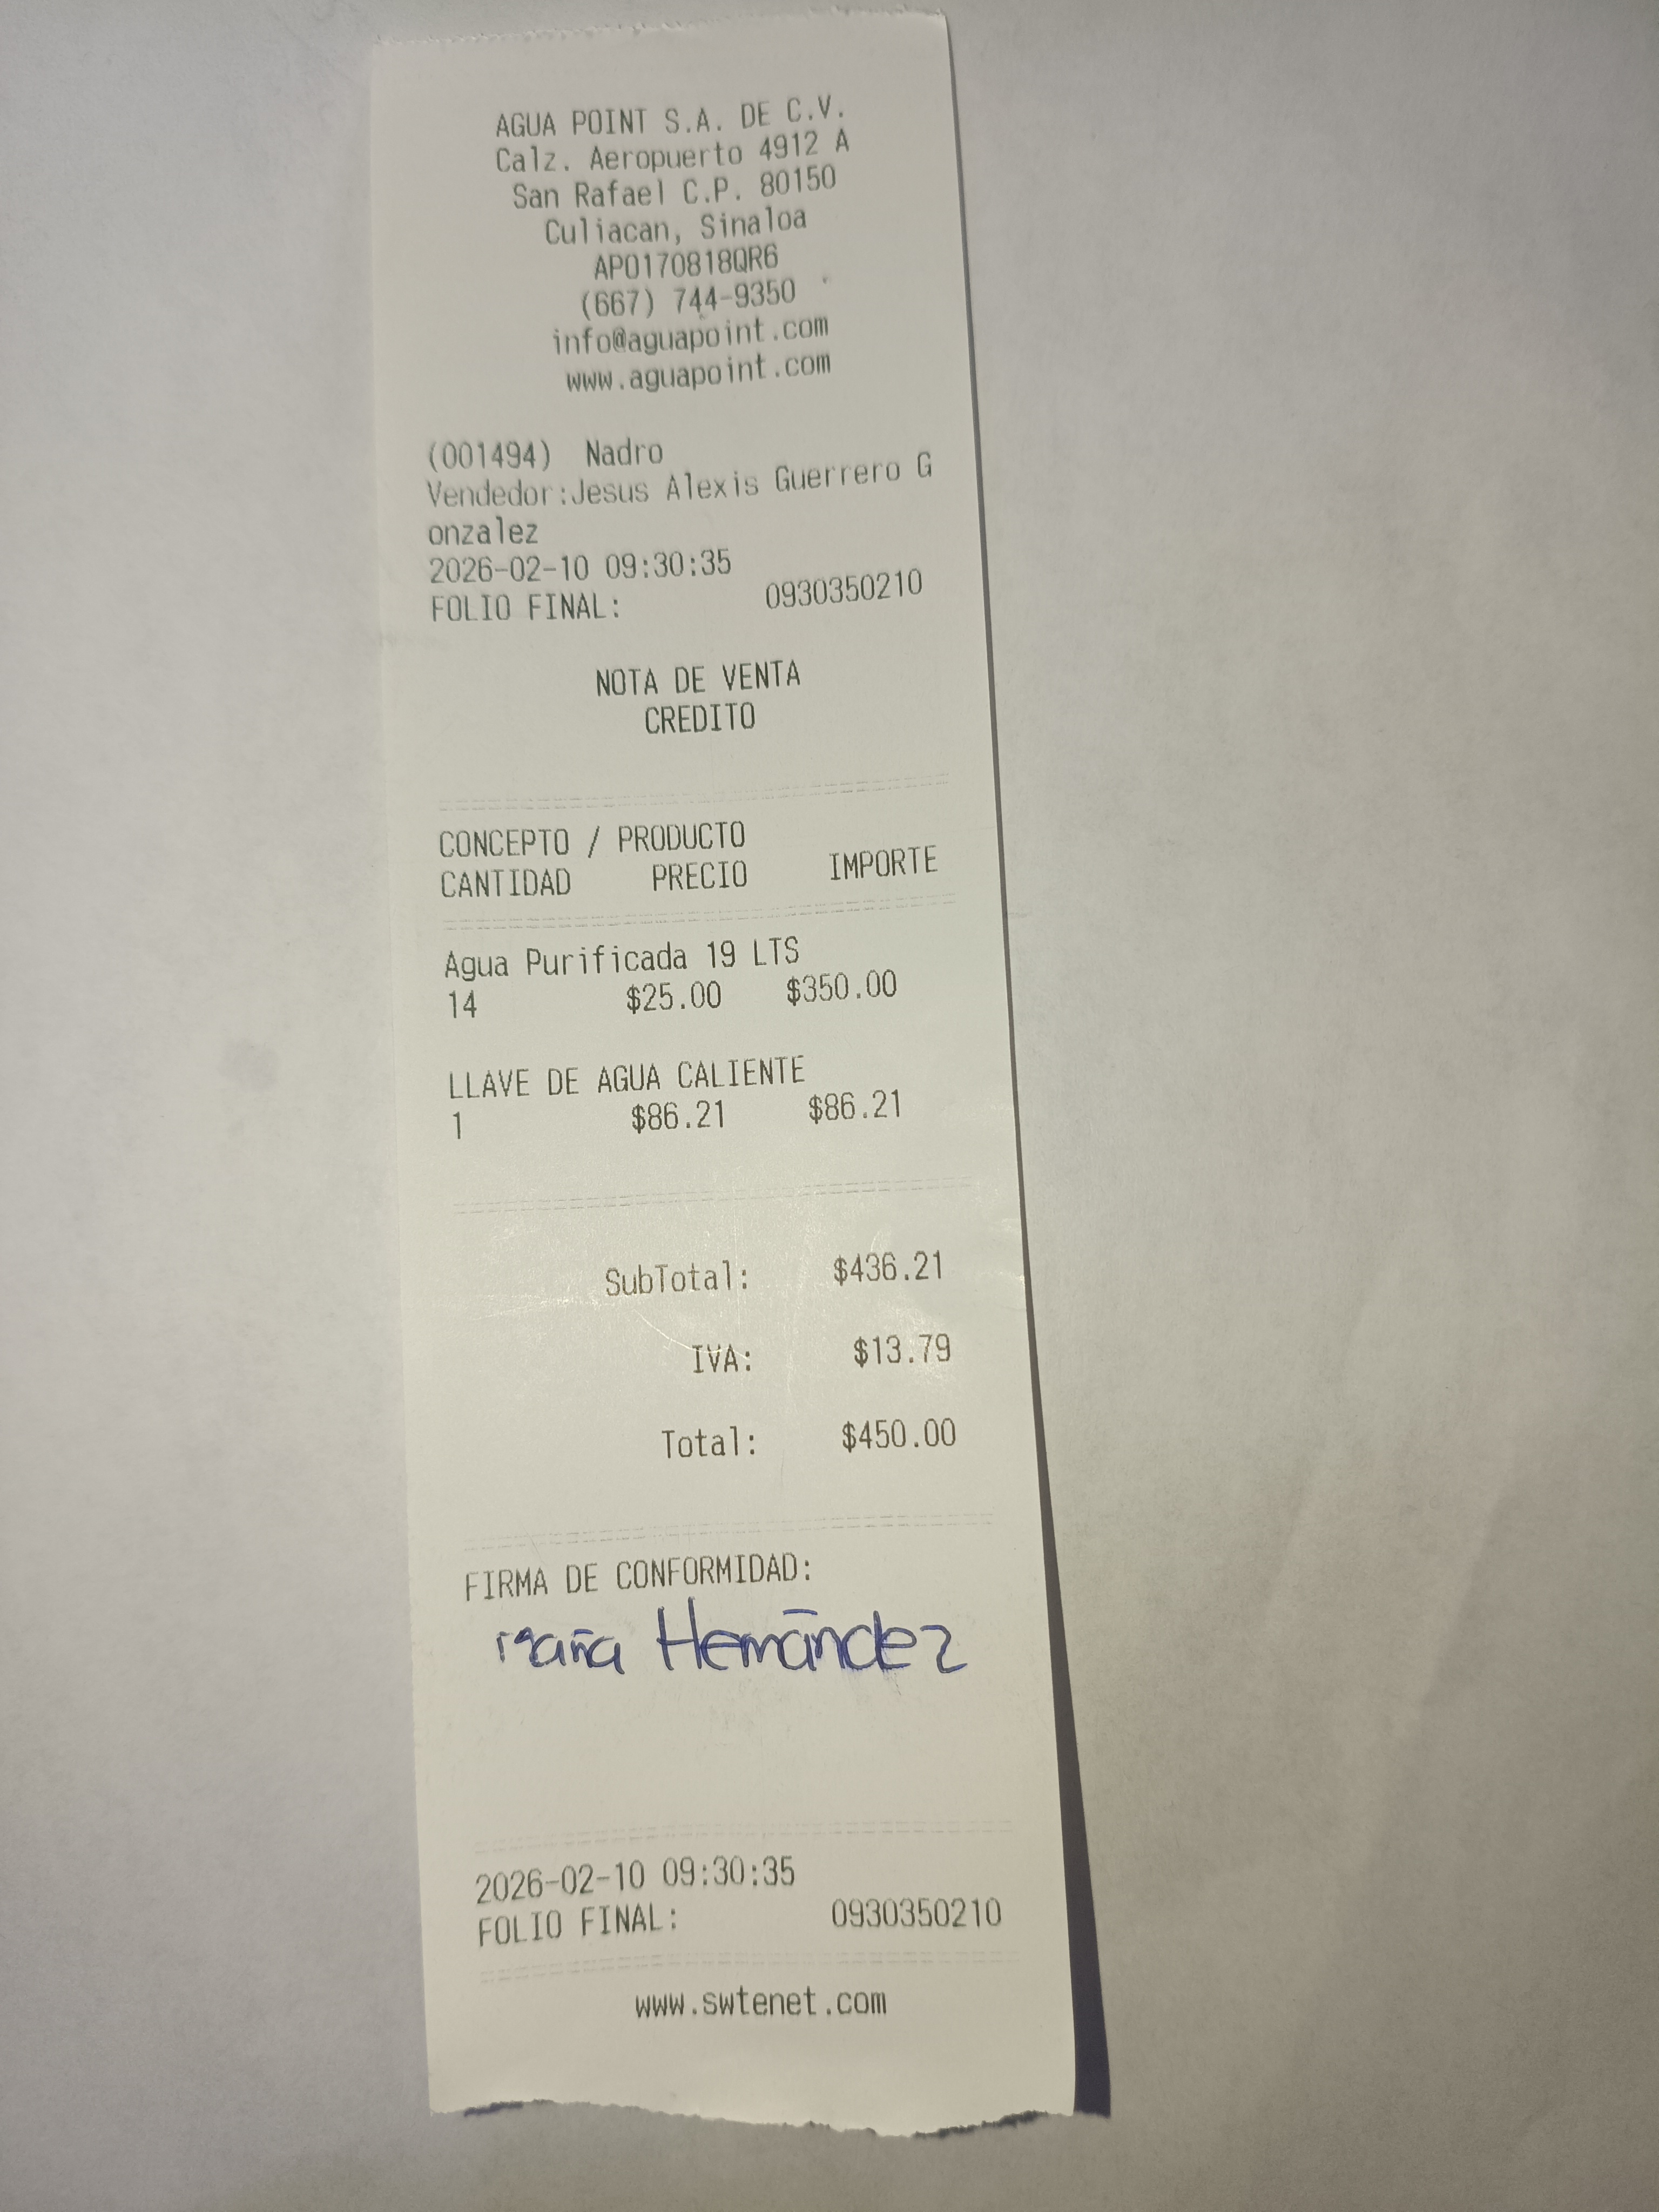 AGUA POINT S.A. DE C.V.
Calz. Aeropuerto 4912 A
San Rafael C.P. 80150
Culiacan, Sinaloa
APO170818QR6
(667) 744-9350
info@aguapoint.com
www.aguapoint.com
(001494) Nadro
Vendedor:Jesus Alexis Guerrero G
onzalez
2026-02-10 09:30:35
FOLIO FINAL: 0930350210
NOTA DE VENTA
CREDITO
CONCEPTO / PRODUCTO
CANTIDAD PRECIO IMPORTE
Agua Purificada 19 LTS
14 $25.00 $350.00
LLAVE DE AGUA CALIENTE
1 $86.21 $86.21
SubTotal: $436.21
IVA: $13.79
Total: $450.00
FIRMA DE CONFORMIDAD:
Hernández
2026-02-10 09:30:35
FOLIO FINAL: 0930350210
www.swtenet.com